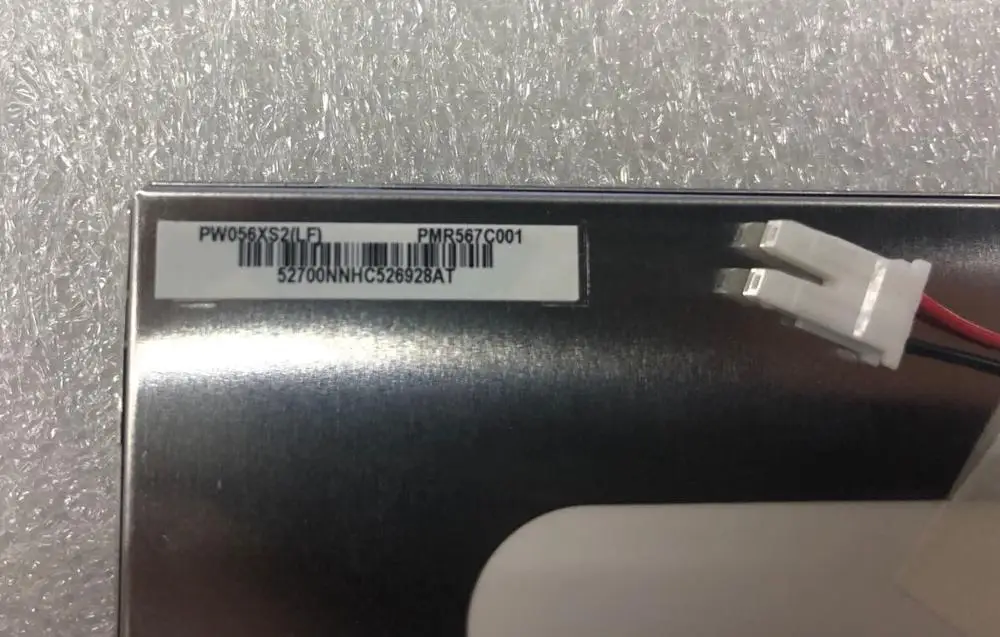 PW056XS2(LF) PMR567C001
52700NNHC526928AT